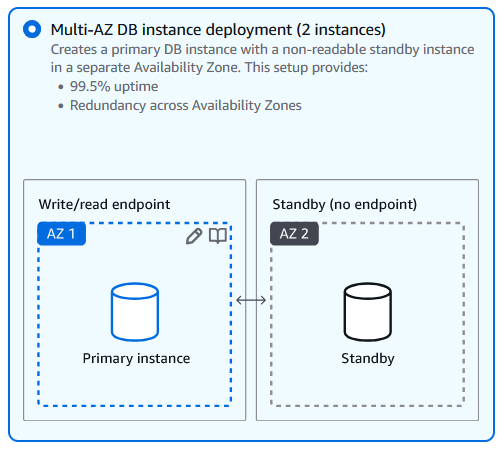 Multi-AZ DB instance deployment (2 instances)
Creates a primary DB instance with a non-readable standby instance
in a separate Availability Zone. This setup provides:
• 99.5% uptime
• Redundancy across Availability Zones
Write/read endpoint
AZ 1
Primary instance
Standby (no endpoint)
AZ 2
Standby